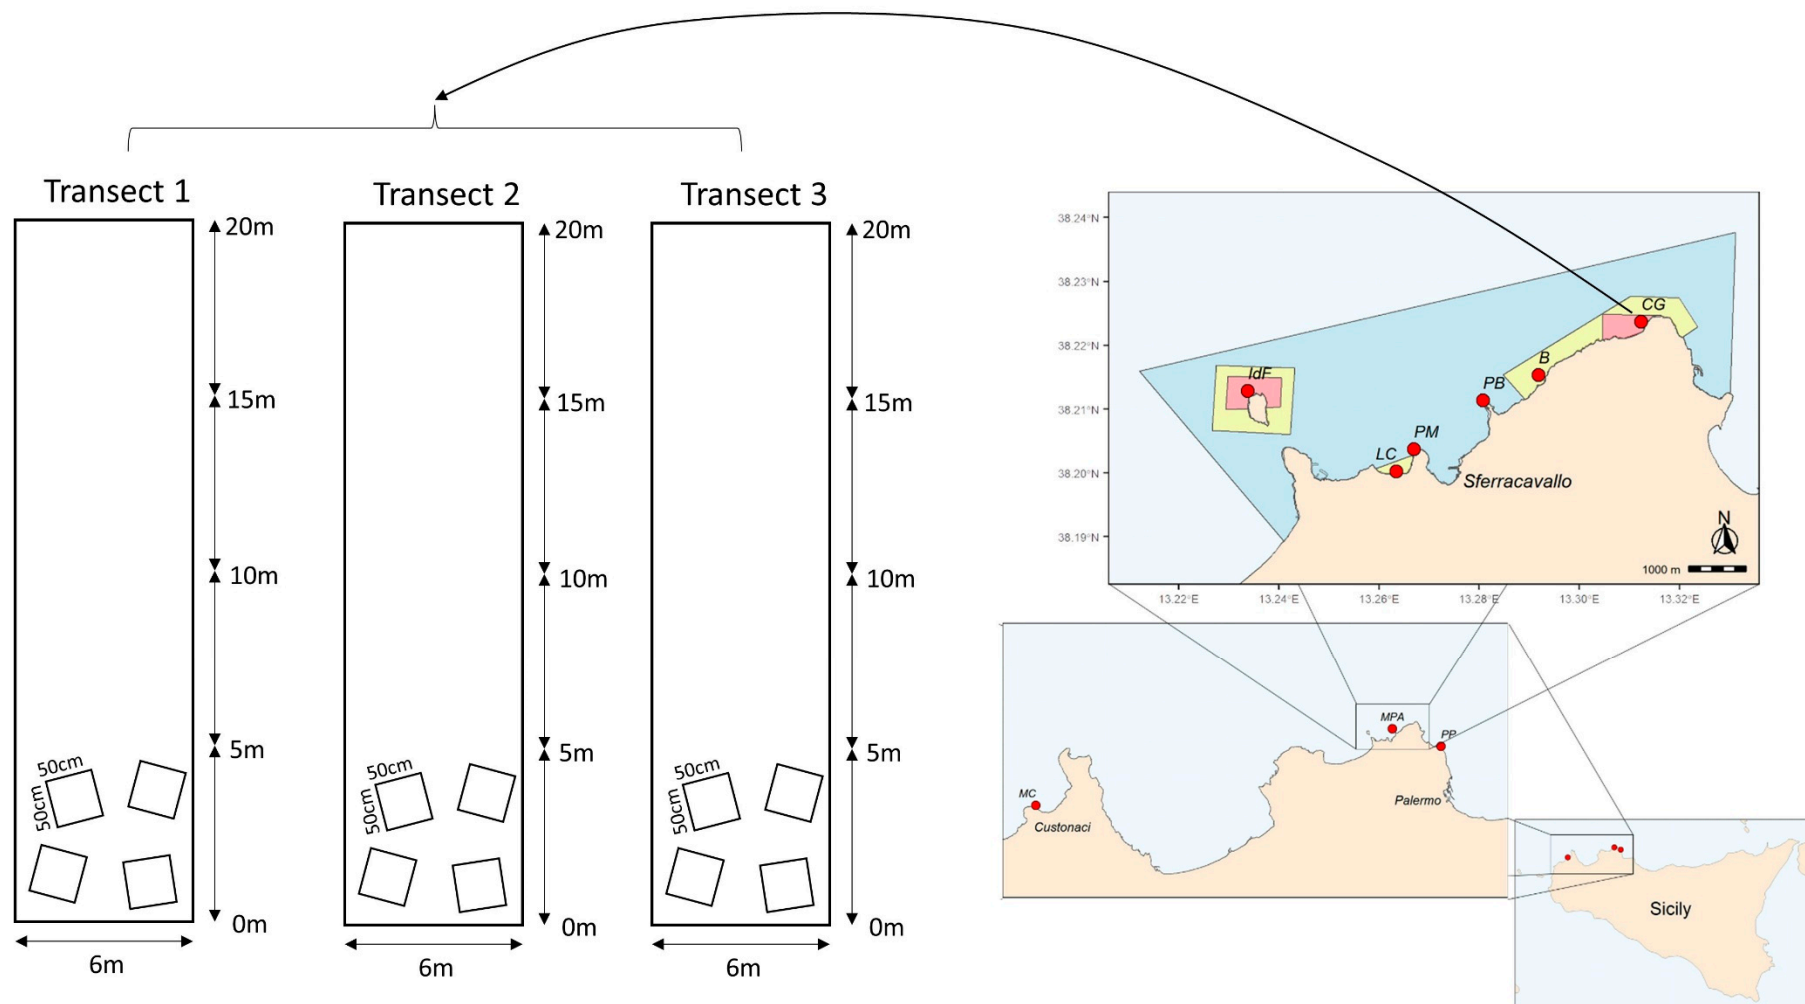 Transect 1
20m
15m
10m
5m
0m
50cm
50cm
6m
Transect 2
20m
15m
10m
5m
0m
50cm
50cm
6m
Transect 3
20m
15m
10m
5m
0m
50cm
50cm
6m
38.24°N
38.23°N
38.22°N
38.21°N
38.20°N
38.19°N
CG
B
IdF
PB
PM
LC
Sferracavallo
N
1000 m
13.22°E
13.24°E
13.26°E
13.28°E
13.30°E
13.32°E
MPA
PP
MC
Palermo
Custonaci
Sicily